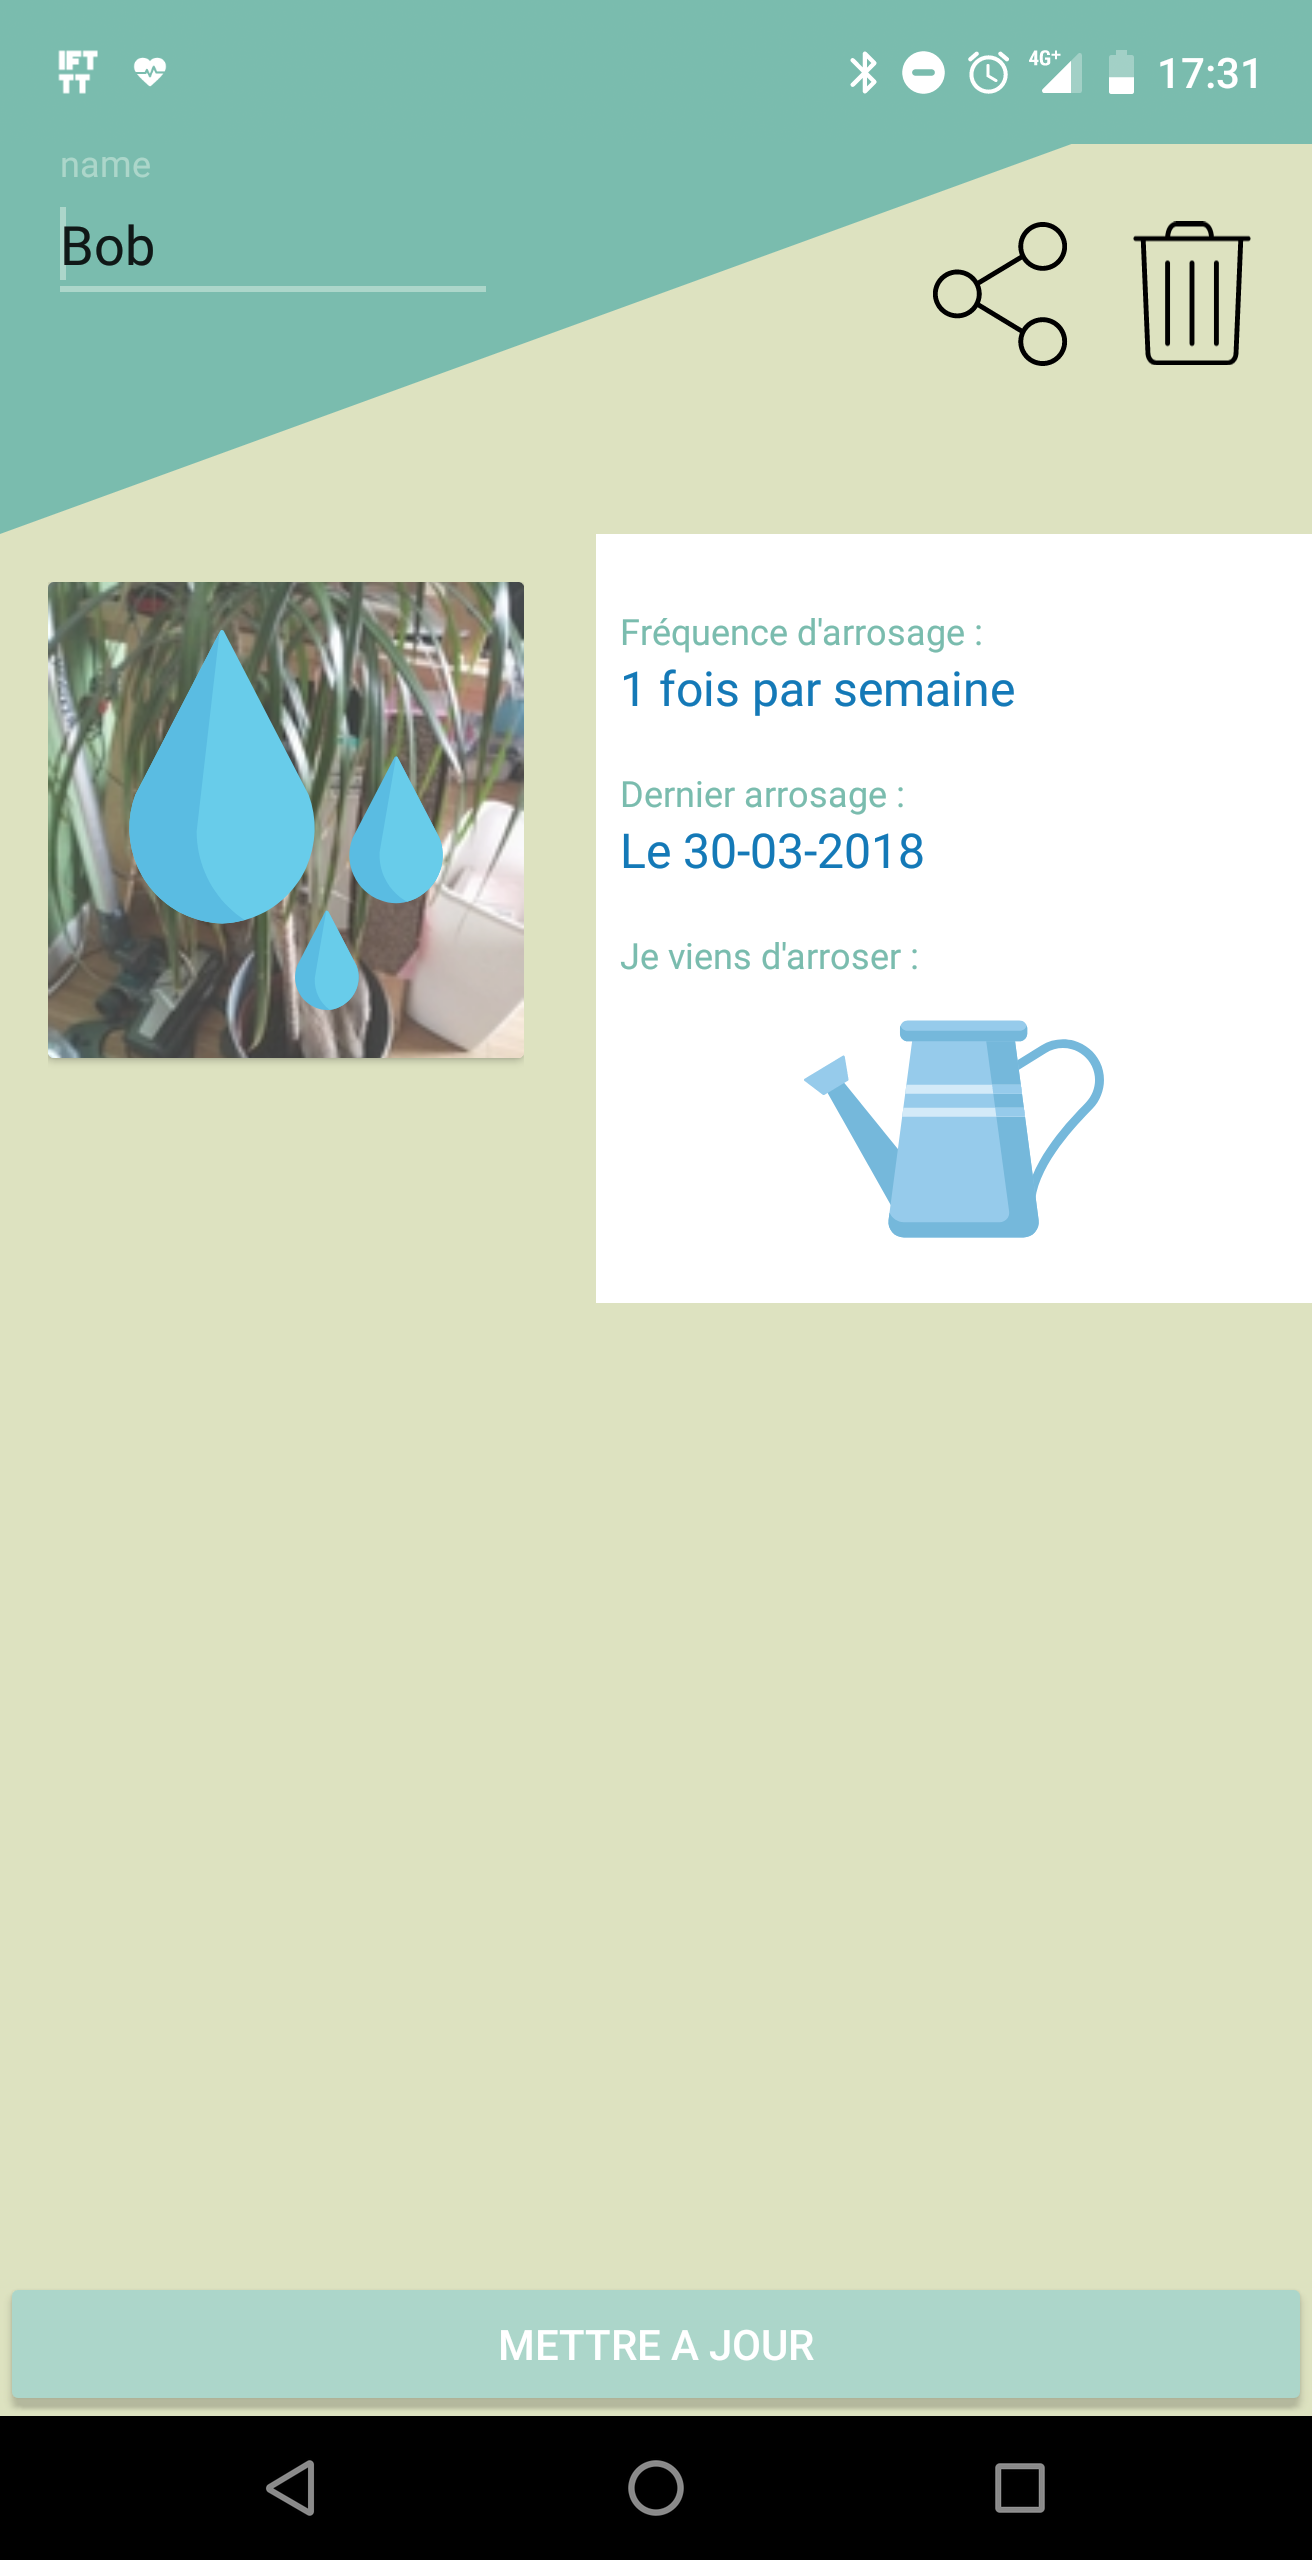 IFTTT
4G+ 17:31
name
Bob
Fréquence d'arrosage :
1 fois par semaine
Dernier arrosage :
Le 30-03-2018
Je viens d'arroser :
METTRE A JOUR